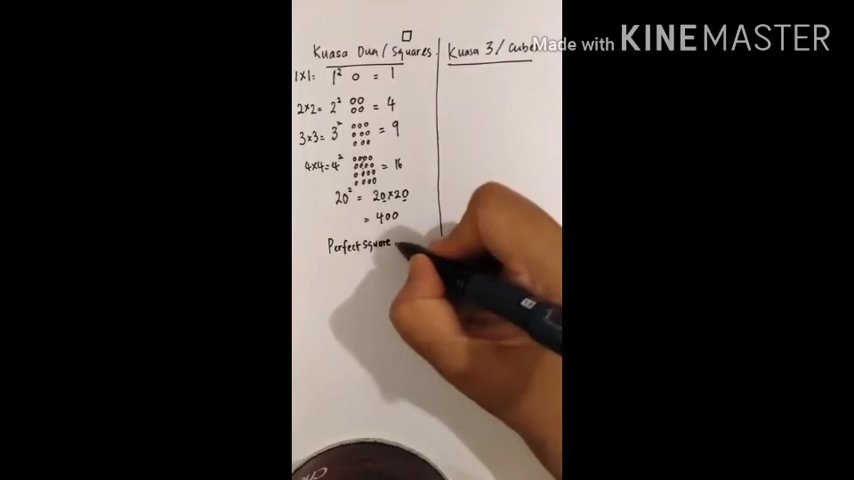 Kuasa Dua / Squares
1×1= 1² = 1
2×2= 2² = 4
3×3= 3² = 9
4×4= 4² = 16
20² = 20×20
= 400
Perfect square
Kuasa 3 / Cubes
Made with KINEMASTER